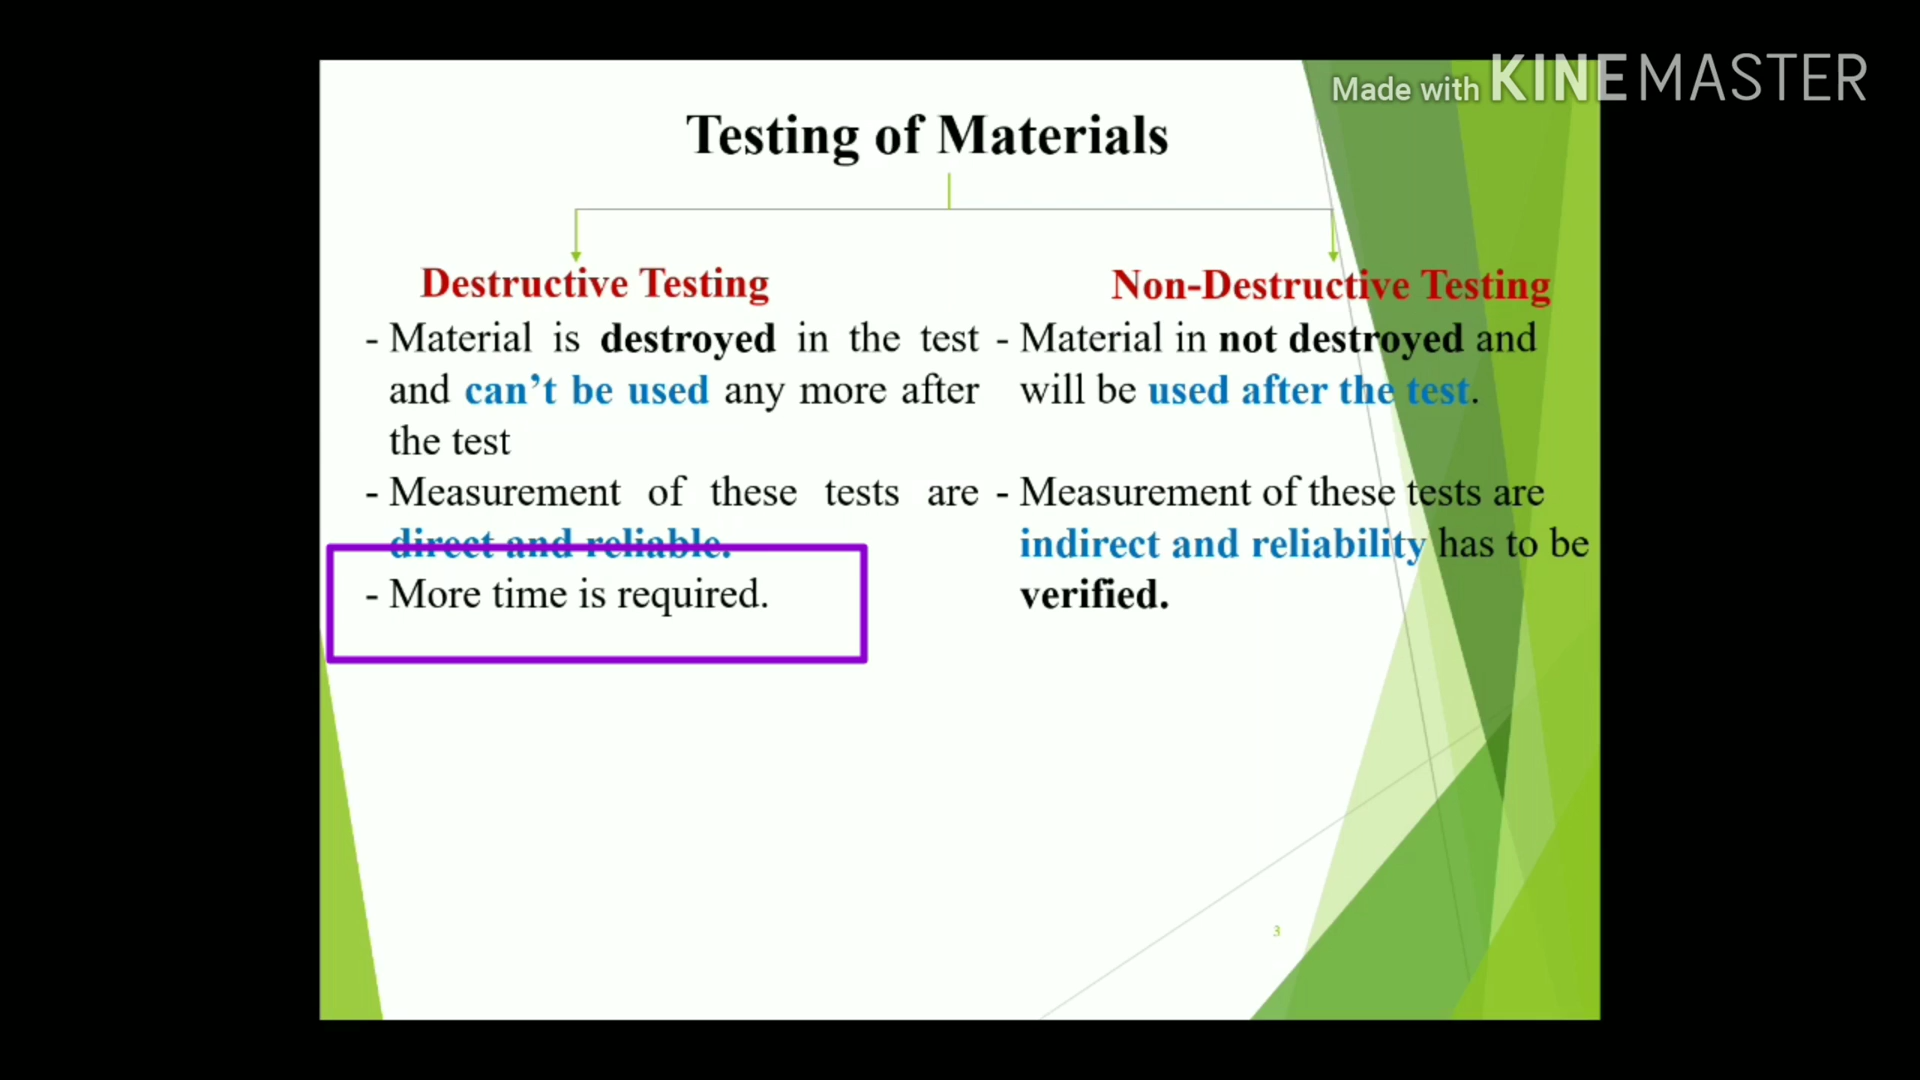 Made with KINEMASTER
Testing of Materials
Destructive Testing
- Material is destroyed in the test
and can't be used any more after
the test
- Measurement of these tests are
direct and reliable.
- More time is required.
Non-Destructive Testing
- Material in not destroyed and
will be used after the test.
- Measurement of these tests are
indirect and reliability has to be
verified.
3